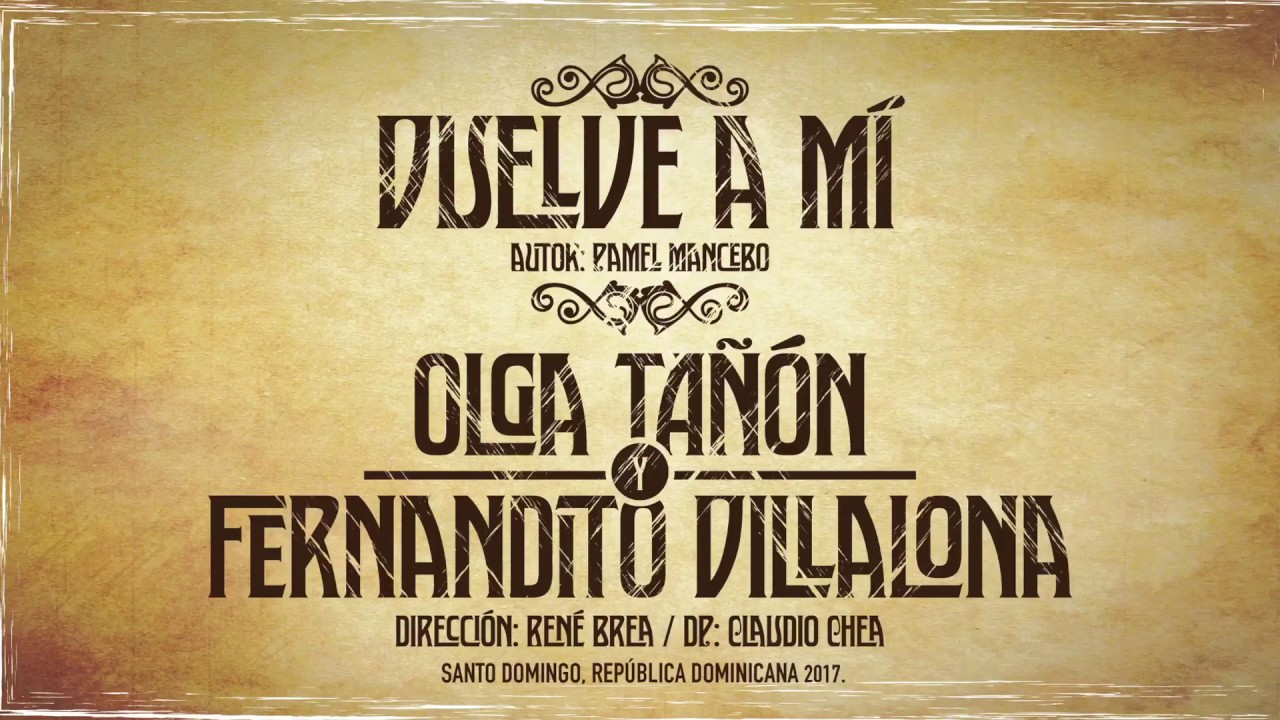 VUELVE A MÍ
AUTOR: PAMEL MANCEBO
OLGA TAÑÓN
Y
FERNANDITO VILLALONA
DIRECCIÓN: RENÉ BREA / DP: CLAUDIO CHEA
SANTO DOMINGO, REPÚBLICA DOMINICANA 2017.